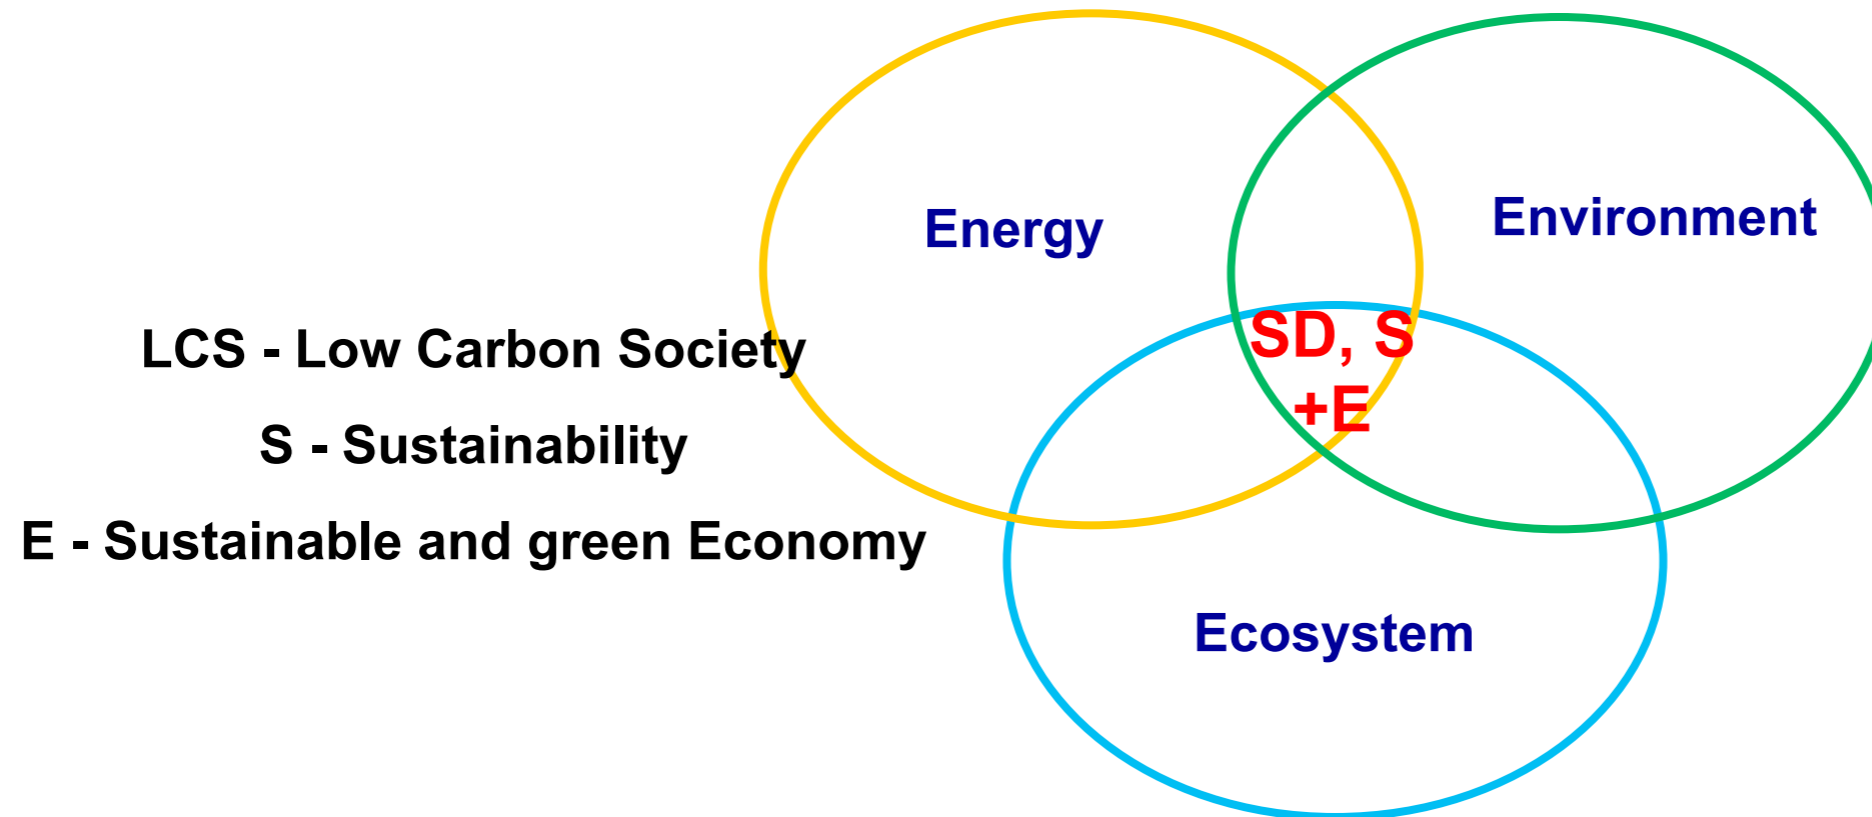 Energy
Environment
LCS - Low Carbon Society
S - Sustainability
E - Sustainable and green Economy
SD, S
+E
Ecosystem